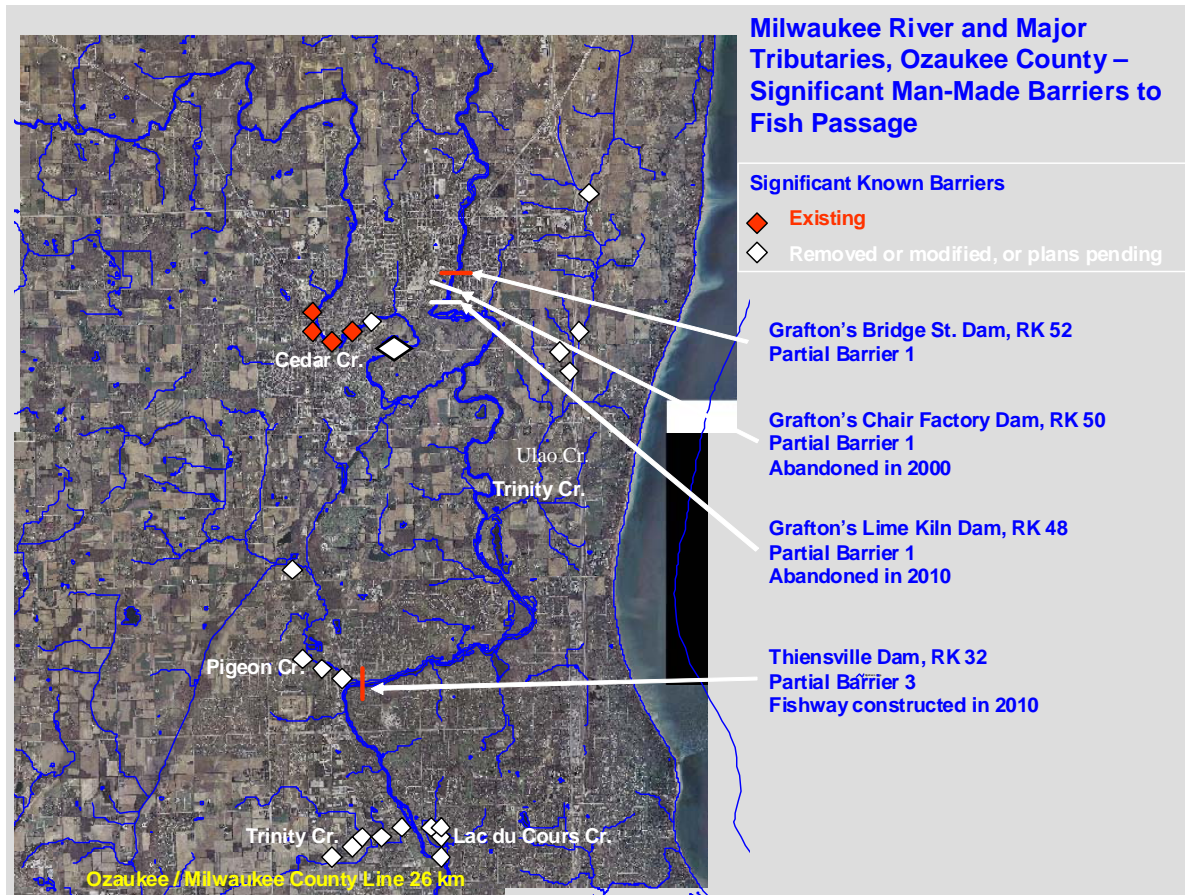 Milwaukee River and Major
Tributaries, Ozaukee County –
Significant Man-Made Barriers to
Fish Passage
Significant Known Barriers
Existing
Removed or modified, or plans pending
Grafton's Bridge St. Dam, RK 52
Partial Barrier 1
Cedar Cr.
Grafton's Chair Factory Dam, RK 50
Partial Barrier 1
Abandoned in 2000
Ulao Cr.
Trinity Cr.
Grafton's Lime Kiln Dam, RK 48
Partial Barrier 1
Abandoned in 2010
Pigeon Cr.
Thiensville Dam, RK 32
Partial Barrier 3
Fishway constructed in 2010
Trinity Cr.
Lac du Cours Cr.
Ozaukee / Milwaukee County Line 26 km